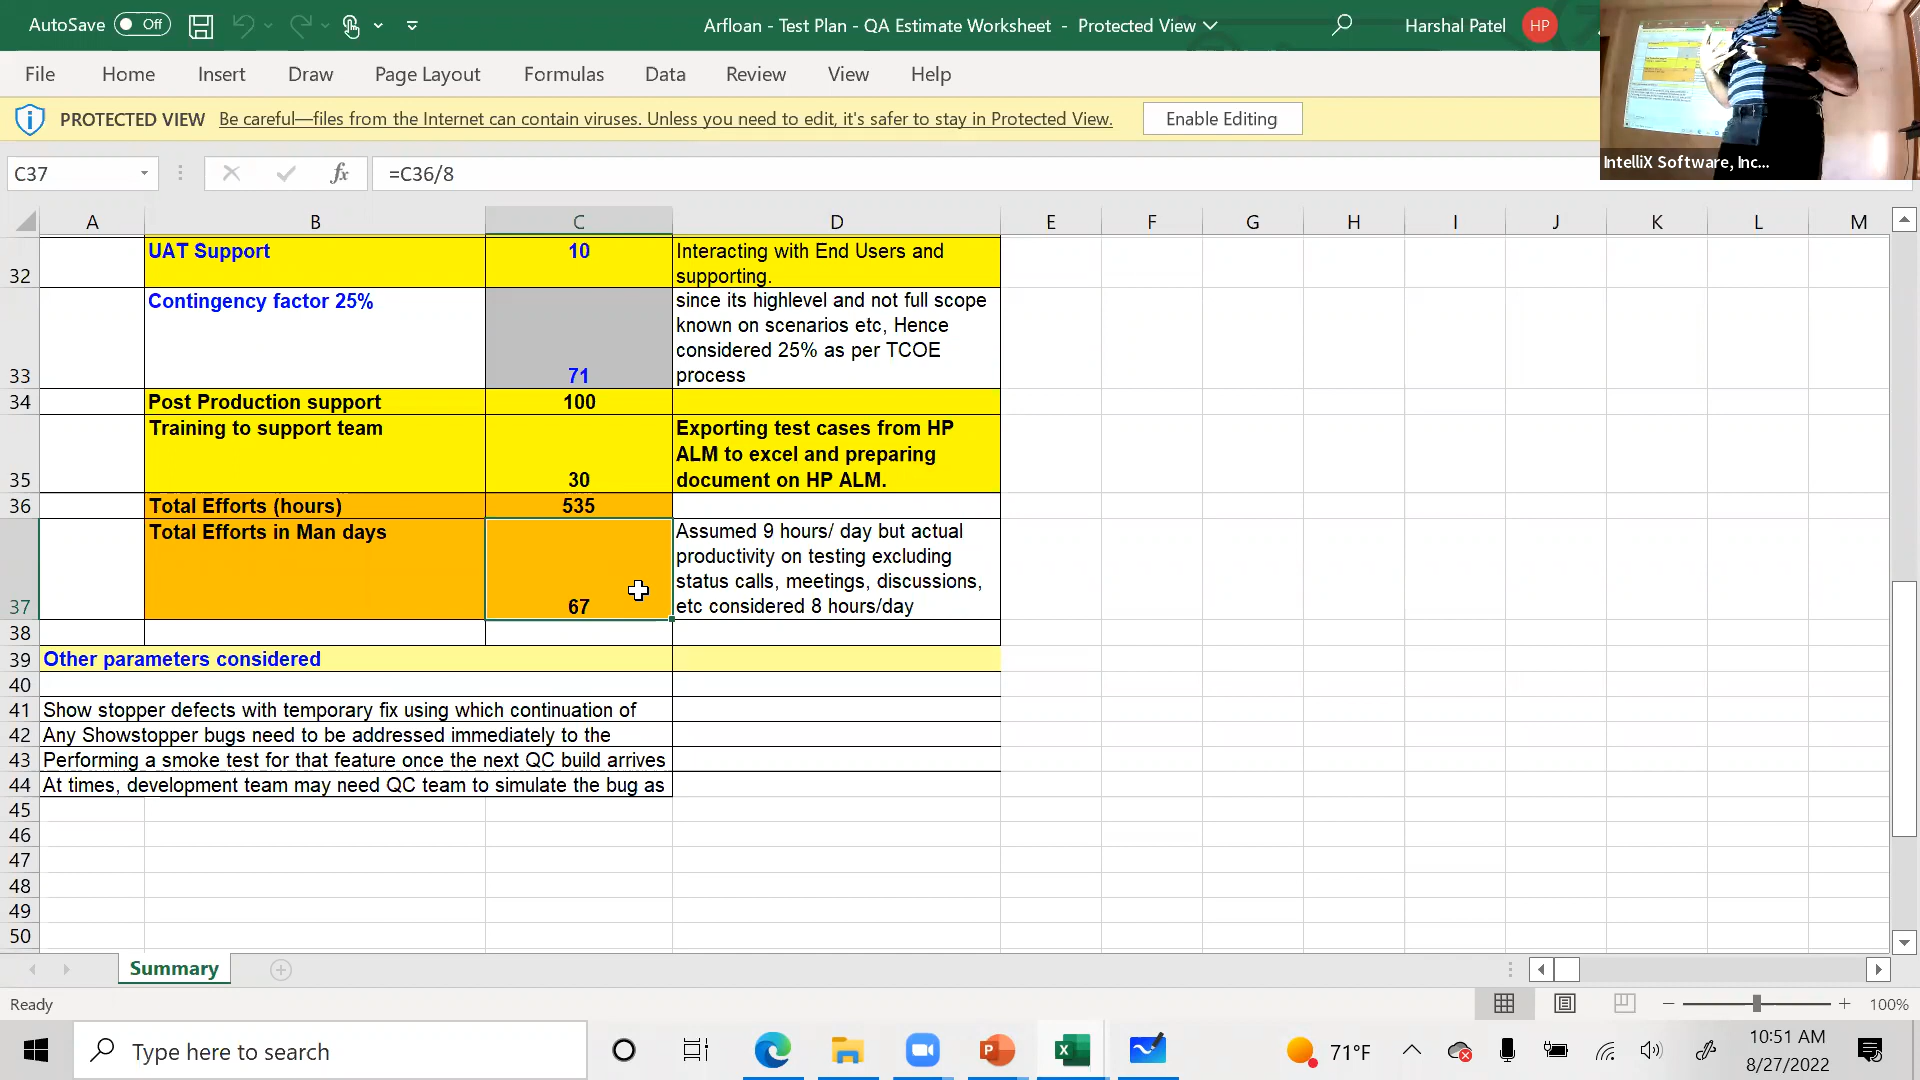 AutoSave Off
Arfloan - Test Plan - QA Estimate Worksheet - Protected View
Harshal Patel HP
File Home Insert Draw Page Layout Formulas Data Review View Help
PROTECTED VIEW Be careful—files from the Internet can contain viruses. Unless you need to edit, it's safer to stay in Protected View. Enable Editing
IntelliX Software, Inc...
C37 fx =C36/8
A B C D E F G H I J K L M
32 UAT Support 10 Interacting with End Users and
supporting.
33 Contingency factor 25% 71 since its highlevel and not full scope
known on scenarios etc, Hence
considered 25% as per TCOE
process
34 Post Production support 100
35 Training to support team 30 Exporting test cases from HP
ALM to excel and preparing
document on HP ALM.
36 Total Efforts (hours) 535
37 Total Efforts in Man days 67 Assumed 9 hours/ day but actual
productivity on testing excluding
status calls, meetings, discussions,
etc considered 8 hours/day
38
39 Other parameters considered
40
41 Show stopper defects with temporary fix using which continuation of
42 Any Showstopper bugs need to be addressed immediately to the
43 Performing a smoke test for that feature once the next QC build arrives
44 At times, development team may need QC team to simulate the bug as
45
46
47
48
49
50
Summary
Ready
100%
Type here to search
71°F
10:51 AM
8/27/2022